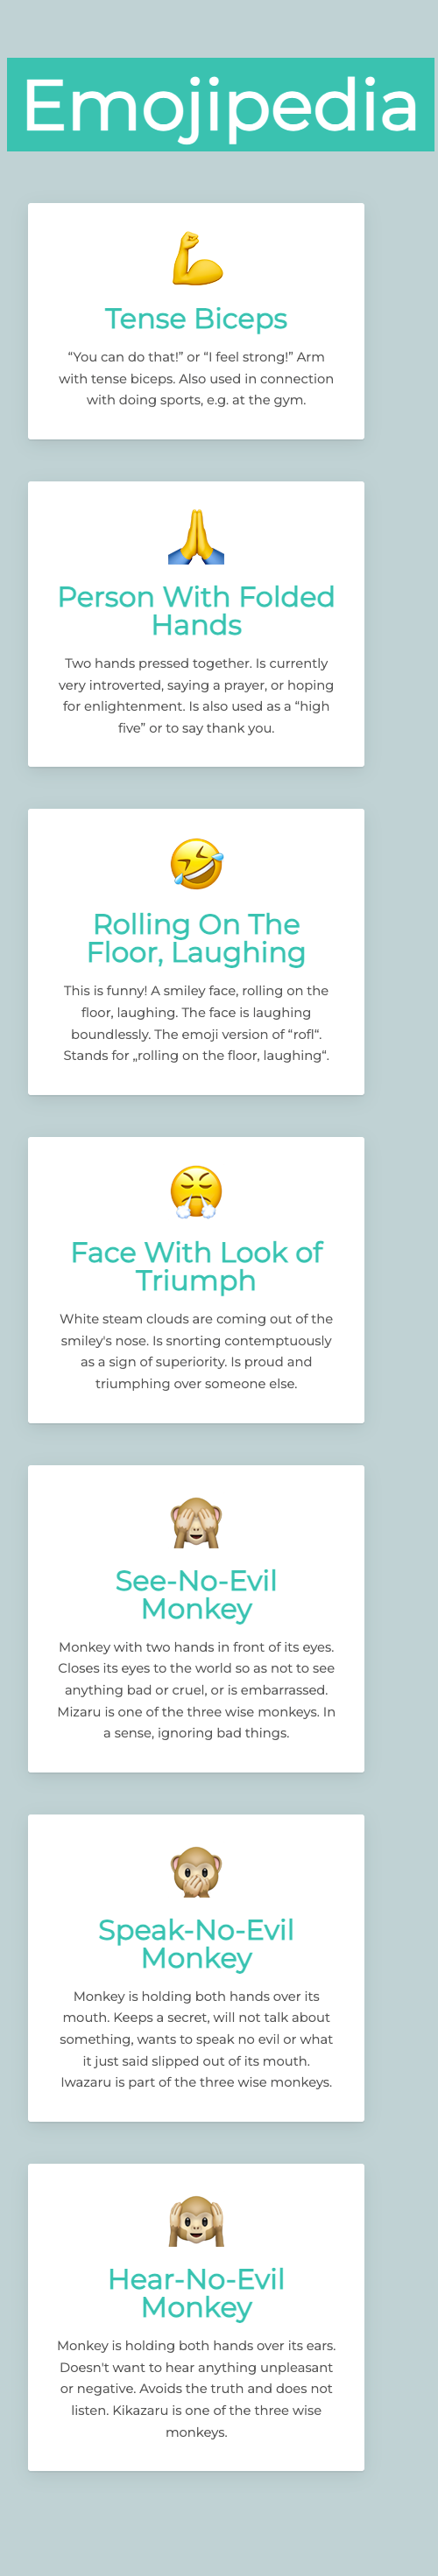 Emojipedia
Tense Biceps
“You can do that!” or “I feel strong!” Arm
with tense biceps. Also used in connection
with doing sports, e.g. at the gym.
Person With Folded
Hands
Two hands pressed together. Is currently
very introverted, saying a prayer, or hoping
for enlightenment. Is also used as a “high
five” or to say thank you.
Rolling On The
Floor, Laughing
This is funny! A smiley face, rolling on the
floor, laughing. The face is laughing
boundlessly. The emoji version of “rofl“.
Stands for „rolling on the floor, laughing“.
Face With Look of
Triumph
White steam clouds are coming out of the
smiley's nose. Is snorting contemptuously
as a sign of superiority. Is proud and
triumphing over someone else.
See-No-Evil
Monkey
Monkey with two hands in front of its eyes.
Closes its eyes to the world so as not to see
anything bad or cruel, or is embarrassed.
Mizaru is one of the three wise monkeys. In
a sense, ignoring bad things.
Speak-No-Evil
Monkey
Monkey is holding both hands over its
mouth. Keeps a secret, will not talk about
something, wants to speak no evil or what
it just said slipped out of its mouth.
Iwazaru is part of the three wise monkeys.
Hear-No-Evil
Monkey
Monkey is holding both hands over its ears.
Doesn't want to hear anything unpleasant
or negative. Avoids the truth and does not
listen. Kikazaru is one of the three wise
monkeys.